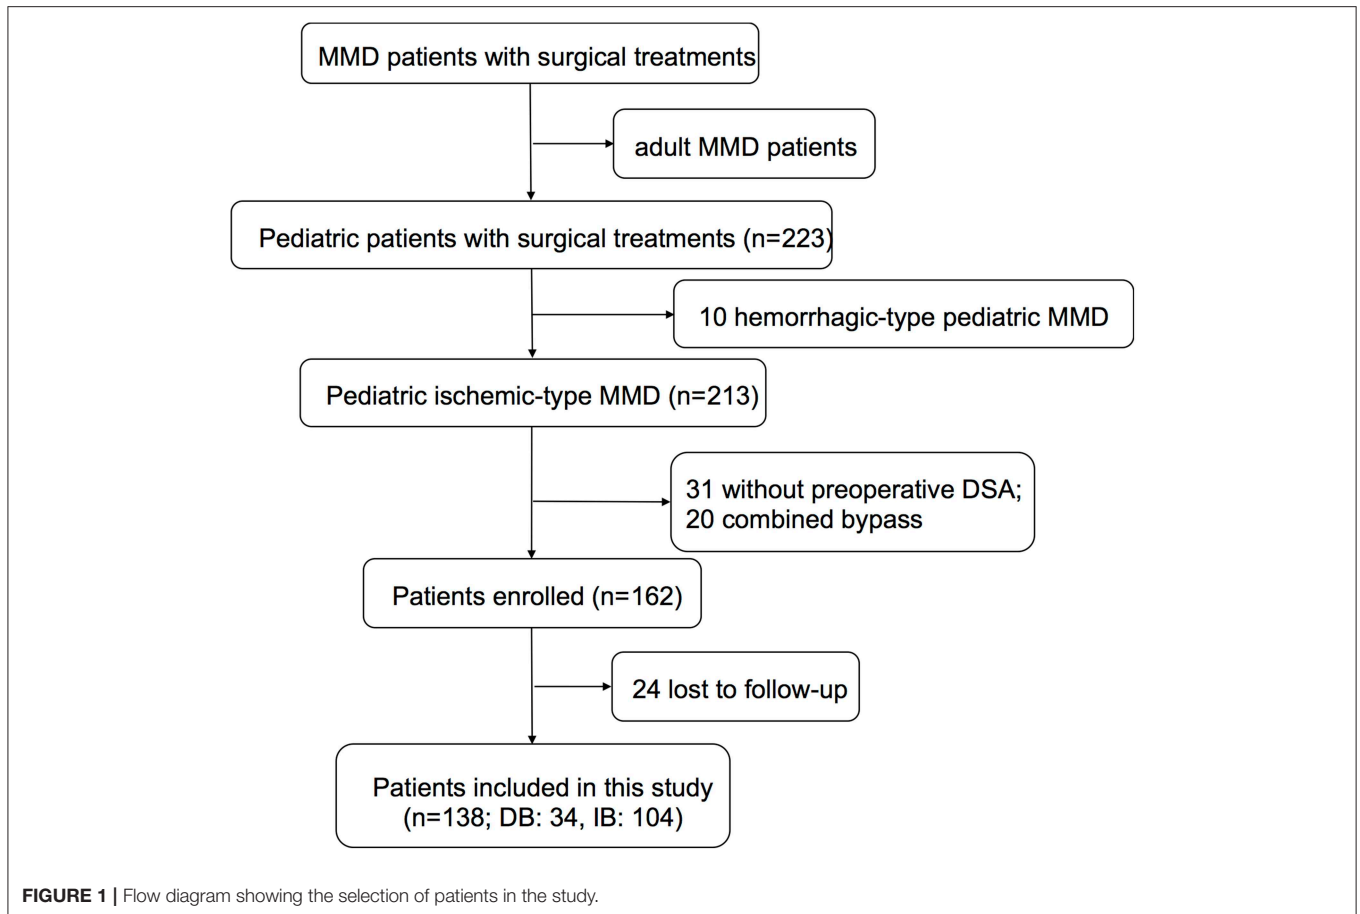 MMD patients with surgical treatments
adult MMD patients
Pediatric patients with surgical treatments (n=223)
10 hemorrhagic-type pediatric MMD
Pediatric ischemic-type MMD (n=213)
31 without preoperative DSA;
20 combined bypass
Patients enrolled (n=162)
24 lost to follow-up
Patients included in this study
(n=138; DB: 34, IB: 104)
FIGURE 1 | Flow diagram showing the selection of patients in the study.